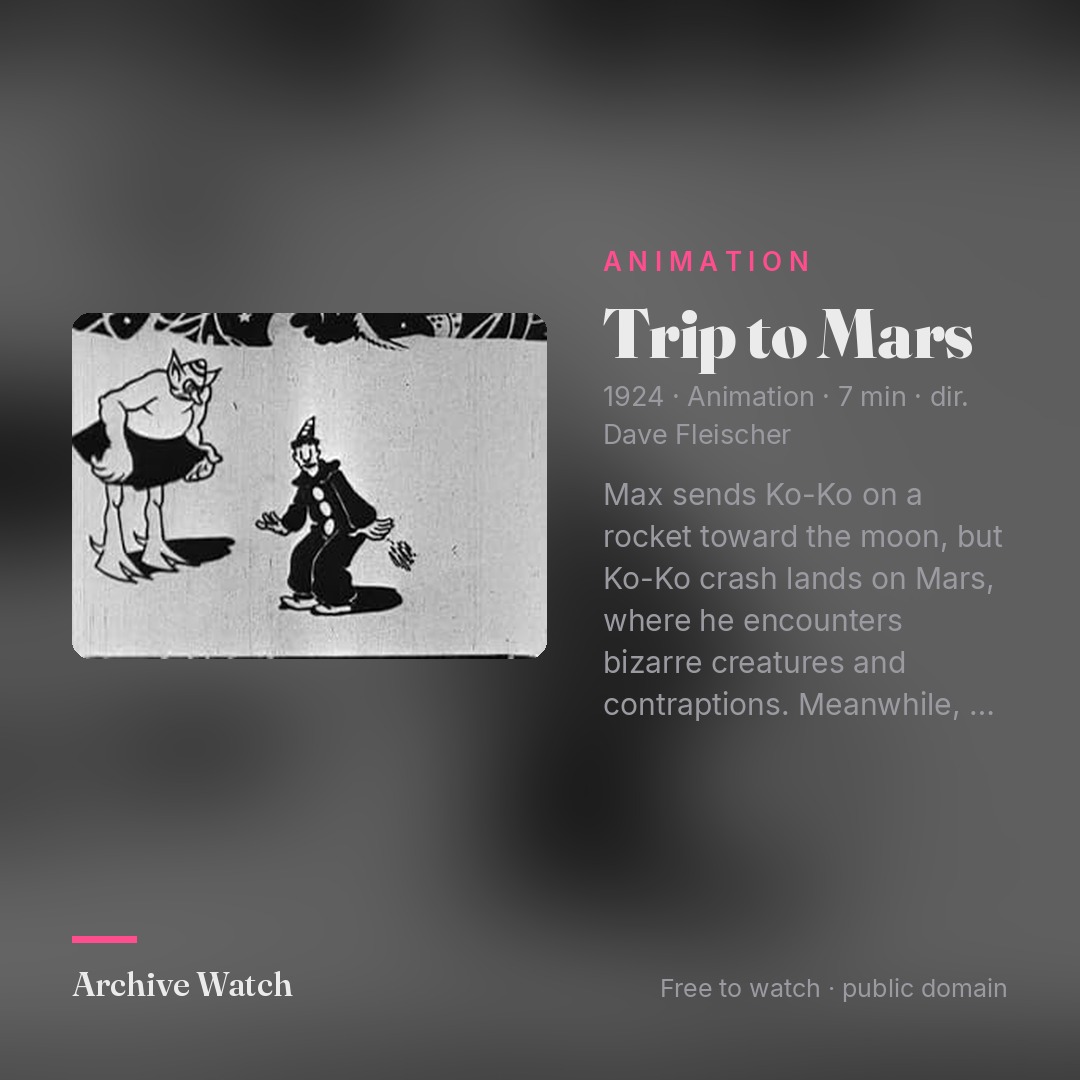 ANIMATION
Trip to Mars
1924 · Animation · 7 min · dir.
Dave Fleischer
Max sends Ko-Ko on a
rocket toward the moon, but
Ko-Ko crash lands on Mars,
where he encounters
bizarre creatures and
contraptions. Meanwhile, ...
Archive Watch
Free to watch · public domain